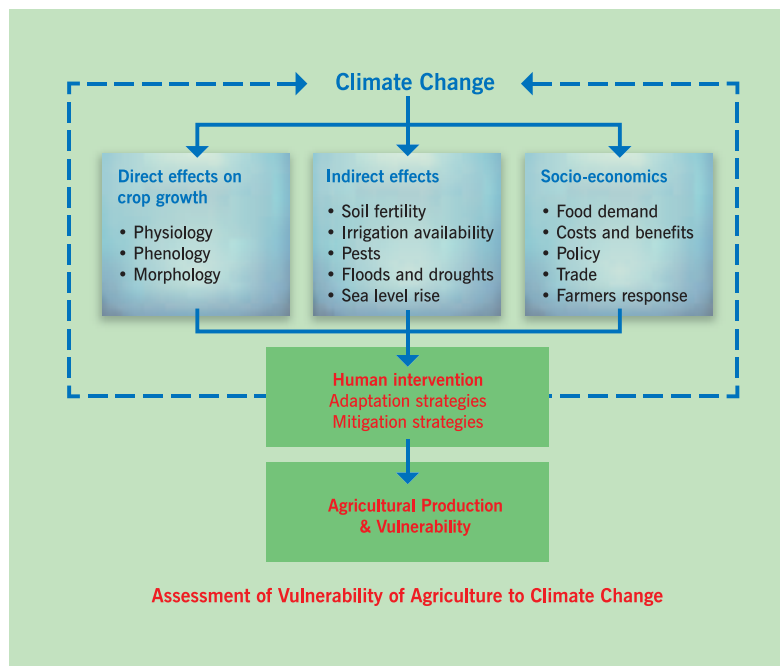 Climate Change
Direct effects on
crop growth
• Physiology
• Phenology
• Morphology
Indirect effects
• Soil fertility
• Irrigation availability
• Pests
• Floods and droughts
• Sea level rise
Socio-economics
• Food demand
• Costs and benefits
• Policy
• Trade
• Farmers response
Human intervention
Adaptation strategies
Mitigation strategies
Agricultural Production
& Vulnerability
Assessment of Vulnerability of Agriculture to Climate Change